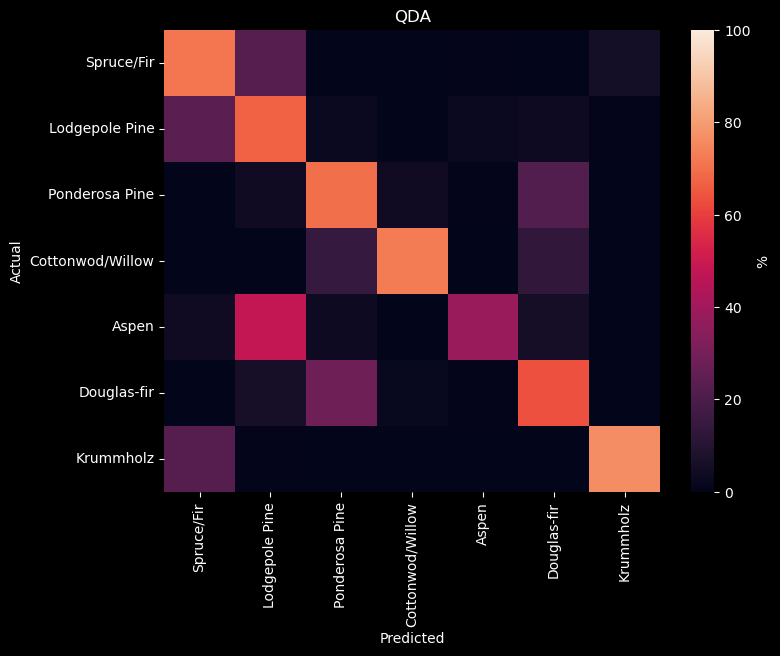 QDA
Actual
Spruce/Fir
Lodgepole Pine
Ponderosa Pine
Cottonwod/Willow
Aspen
Douglas-fir
Krummholz
Spruce/Fir
Lodgepole Pine
Ponderosa Pine
Cottonwod/Willow
Aspen
Douglas-fir
Krummholz
Predicted
100
80
60
40
20
0
%